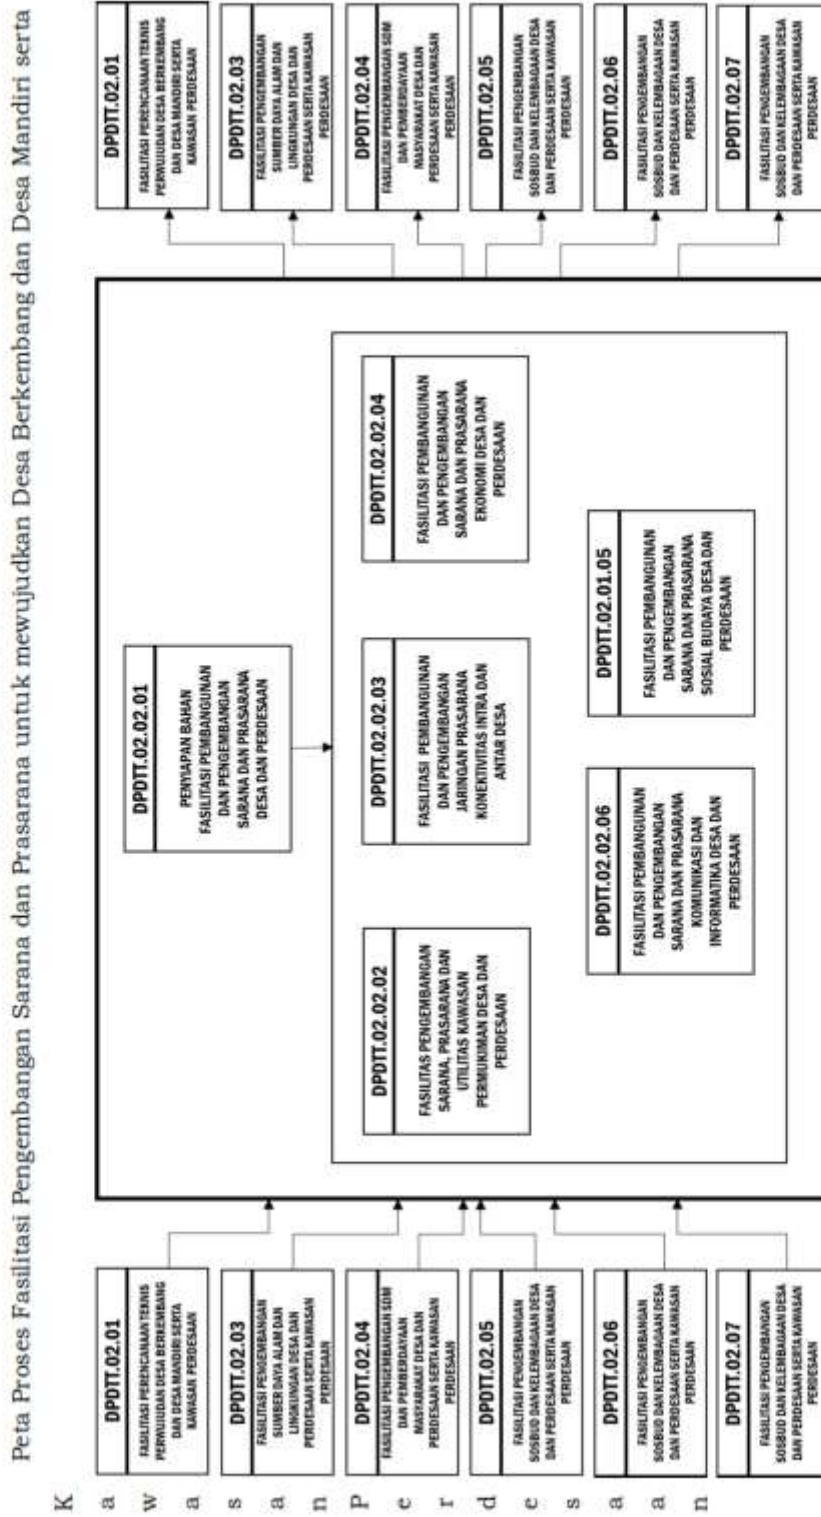 Peta Proses Fasilitasi Pengembangan Sarana dan Prasarana untuk mewujudkan Desa Berkembang dan Desa Mandiri serta
K
a
w
a
s
a
n
P
e
r
d
e
s
a
a
n
DPDTT.02.01
FASILITASI PERENCANAAN TEKNIS
PERWUJUDAN DESA BERKEMBANG
DAN DESA MANDIRI SERTA
KAWASAN PERDESAAN
DPDTT.02.03
FASILITASI PENGEMBANGAN
SUMBER DAYA ALAM DAN
LINGKUNGAN DESA DAN
PERDESAAN SERTA KAWASAN
PERDESAAN
DPDTT.02.04
FASILITASI PENGEMBANGAN SDM
DAN PEMBERDAYAAN
MASYARAKAT DESA DAN
PERDESAAN SERTA KAWASAN
PERDESAAN
DPDTT.02.05
FASILITASI PENGEMBANGAN
SOSBUD DAN KELEMBAGAAN DESA
DAN PERDESAAN SERTA KAWASAN
PERDESAAN
DPDTT.02.06
FASILITASI PENGEMBANGAN
SOSBUD DAN KELEMBAGAAN DESA
DAN PERDESAAN SERTA KAWASAN
PERDESAAN
DPDTT.02.07
FASILITASI PENGEMBANGAN
SOSBUD DAN KELEMBAGAAN DESA
DAN PERDESAAN SERTA KAWASAN
PERDESAAN
DPDTT.02.02.01
PENYIAPAN BAHAN
FASILITASI PEMBANGUNAN
DAN PENGEMBANGAN
SARANA DAN PRASARANA
DESA DAN PERDESAAN
DPDTT.02.02.02
FASILITAS PENGEMBANGAN
SARANA, PRASARANA DAN
UTILITAS KAWASAN
PERMUKIMAN DESA DAN
PERDESAAN
DPDTT.02.02.03
FASILITASI PEMBANGUNAN
DAN PENGEMBANGAN
JARINGAN PRASARANA
KONEKTIVITAS INTRA DAN
ANTAR DESA
DPDTT.02.02.04
FASILITASI PEMBANGUNAN
DAN PENGEMBANGAN
SARANA DAN PRASARANA
EKONOMI DESA DAN
PERDESAAN
DPDTT.02.02.06
FASILITASI PEMBANGUNAN
DAN PENGEMBANGAN
SARANA DAN PRASARANA
KOMUNIKASI DAN
INFORMATIKA DESA DAN
PERDESAAN
DPDTT.02.01.05
FASILITASI PEMBANGUNAN
DAN PENGEMBANGAN
SARANA DAN PRASARANA
SOSIAL BUDAYA DESA DAN
PERDESAAN
DPDTT.02.01
FASILITASI PERENCANAAN TEKNIS
PERWUJUDAN DESA BERKEMBANG
DAN DESA MANDIRI SERTA
KAWASAN PERDESAAN
DPDTT.02.03
FASILITASI PENGEMBANGAN
SUMBER DAYA ALAM DAN
LINGKUNGAN DESA DAN
PERDESAAN SERTA KAWASAN
PERDESAAN
DPDTT.02.04
FASILITASI PENGEMBANGAN SDM
DAN PEMBERDAYAAN
MASYARAKAT DESA DAN
PERDESAAN SERTA KAWASAN
PERDESAAN
DPDTT.02.05
FASILITASI PENGEMBANGAN
SOSBUD DAN KELEMBAGAAN DESA
DAN PERDESAAN SERTA KAWASAN
PERDESAAN
DPDTT.02.06
FASILITASI PENGEMBANGAN
SOSBUD DAN KELEMBAGAAN DESA
DAN PERDESAAN SERTA KAWASAN
PERDESAAN
DPDTT.02.07
FASILITASI PENGEMBANGAN
SOSBUD DAN KELEMBAGAAN DESA
DAN PERDESAAN SERTA KAWASAN
PERDESAAN